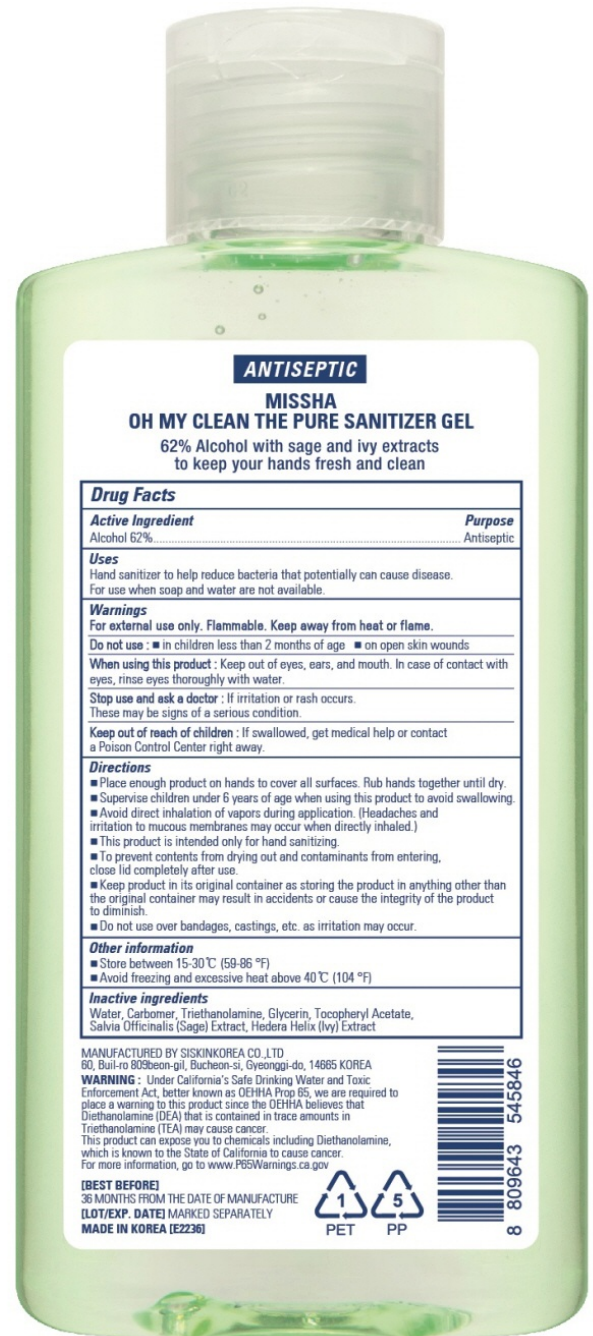 ANTISEPTIC
MISSHA
OH MY CLEAN THE PURE SANITIZER GEL
62% Alcohol with sage and ivy extracts
to keep your hands fresh and clean
Drug Facts
Active Ingredient Purpose
Alcohol 62%........................................................................................ Antiseptic
Uses
Hand sanitizer to help reduce bacteria that potentially can cause disease.
For use when soap and water are not available.
Warnings
For external use only. Flammable. Keep away from heat or flame.
Do not use : ■ in children less than 2 months of age ■ on open skin wounds
When using this product : Keep out of eyes, ears, and mouth. In case of contact with
eyes, rinse eyes thoroughly with water.
Stop use and ask a doctor : If irritation or rash occurs.
These may be signs of a serious condition.
Keep out of reach of children : If swallowed, get medical help or contact
a Poison Control Center right away.
Directions
■ Place enough product on hands to cover all surfaces. Rub hands together until dry.
■ Supervise children under 6 years of age when using this product to avoid swallowing.
■ Avoid direct inhalation of vapors during application. (Headaches and
irritation to mucous membranes may occur when directly inhaled.)
■ This product is intended only for hand sanitizing.
■ To prevent contents from drying out and contaminants from entering,
close lid completely after use.
■ Keep product in its original container as storing the product in anything other than
the original container may result in accidents or cause the integrity of the product
to diminish.
■ Do not use over bandages, castings, etc. as irritation may occur.
Other information
■ Store between 15-30℃ (59-86 °F)
■ Avoid freezing and excessive heat above 40℃ (104 °F)
Inactive ingredients
Water, Carbomer, Triethanolamine, Glycerin, Tocopheryl Acetate,
Salvia Officinalis (Sage) Extract, Hedera Helix (Ivy) Extract
MANUFACTURED BY SISKINKOREA CO.,LTD
60, Buil-ro 809beon-gil, Bucheon-si, Gyeonggi-do, 14665 KOREA
WARNING : Under California's Safe Drinking Water and Toxic
Enforcement Act, better known as OEHHA Prop 65, we are required to
place a warning to this product since the OEHHA believes that
Diethanolamine (DEA) that is contained in trace amounts in
Triethanolamine (TEA) may cause cancer.
This product can expose you to chemicals including Diethanolamine,
which is known to the State of California to cause cancer.
For more information, go to www.P65Warnings.ca.gov
[BEST BEFORE]
36 MONTHS FROM THE DATE OF MANUFACTURE
[LOT/EXP. DATE] MARKED SEPARATELY
MADE IN KOREA [E2236]
1 5
PET PP
8 809643 545846